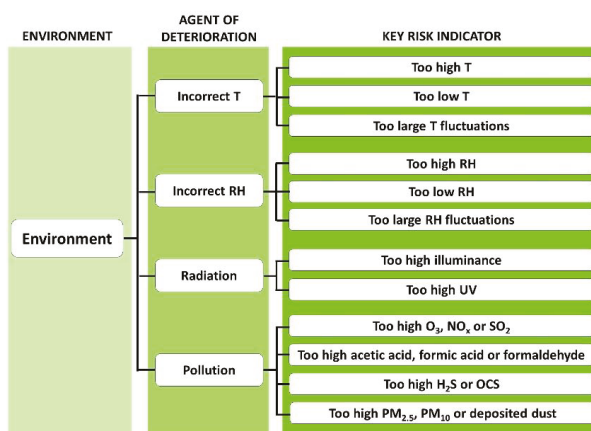 ENVIRONMENT
AGENT OF
DETERIORATION
KEY RISK INDICATOR
Environment
Incorrect T
Too high T
Too low T
Too large T fluctuations
Incorrect RH
Too high RH
Too low RH
Too large RH fluctuations
Radiation
Too high illuminance
Too high UV
Pollution
Too high O₃, NOₓ or SO₂
Too high acetic acid, formic acid or formaldehyde
Too high H₂S or OCS
Too high PM₂.₅, PM₁₀ or deposited dust